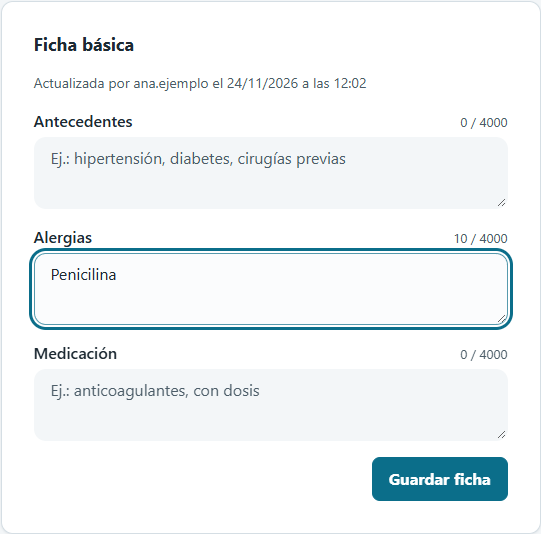 Ficha básica
Actualizada por ana.ejemplo el 24/11/2026 a las 12:02
Antecedentes 0 / 4000
Ej.: hipertensión, diabetes, cirugías previas
Alergias 10 / 4000
Penicilina
Medicación 0 / 4000
Ej.: anticoagulantes, con dosis
Guardar ficha